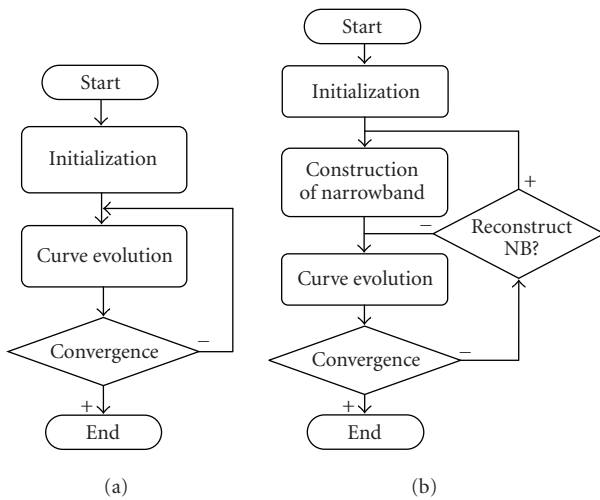 Start
Initialization
Curve evolution
Convergence
−
+
End
(a)
Start
Initialization
Construction
of narrowband
+
−
Reconstruct
NB?
Curve evolution
Convergence
−
+
End
(b)